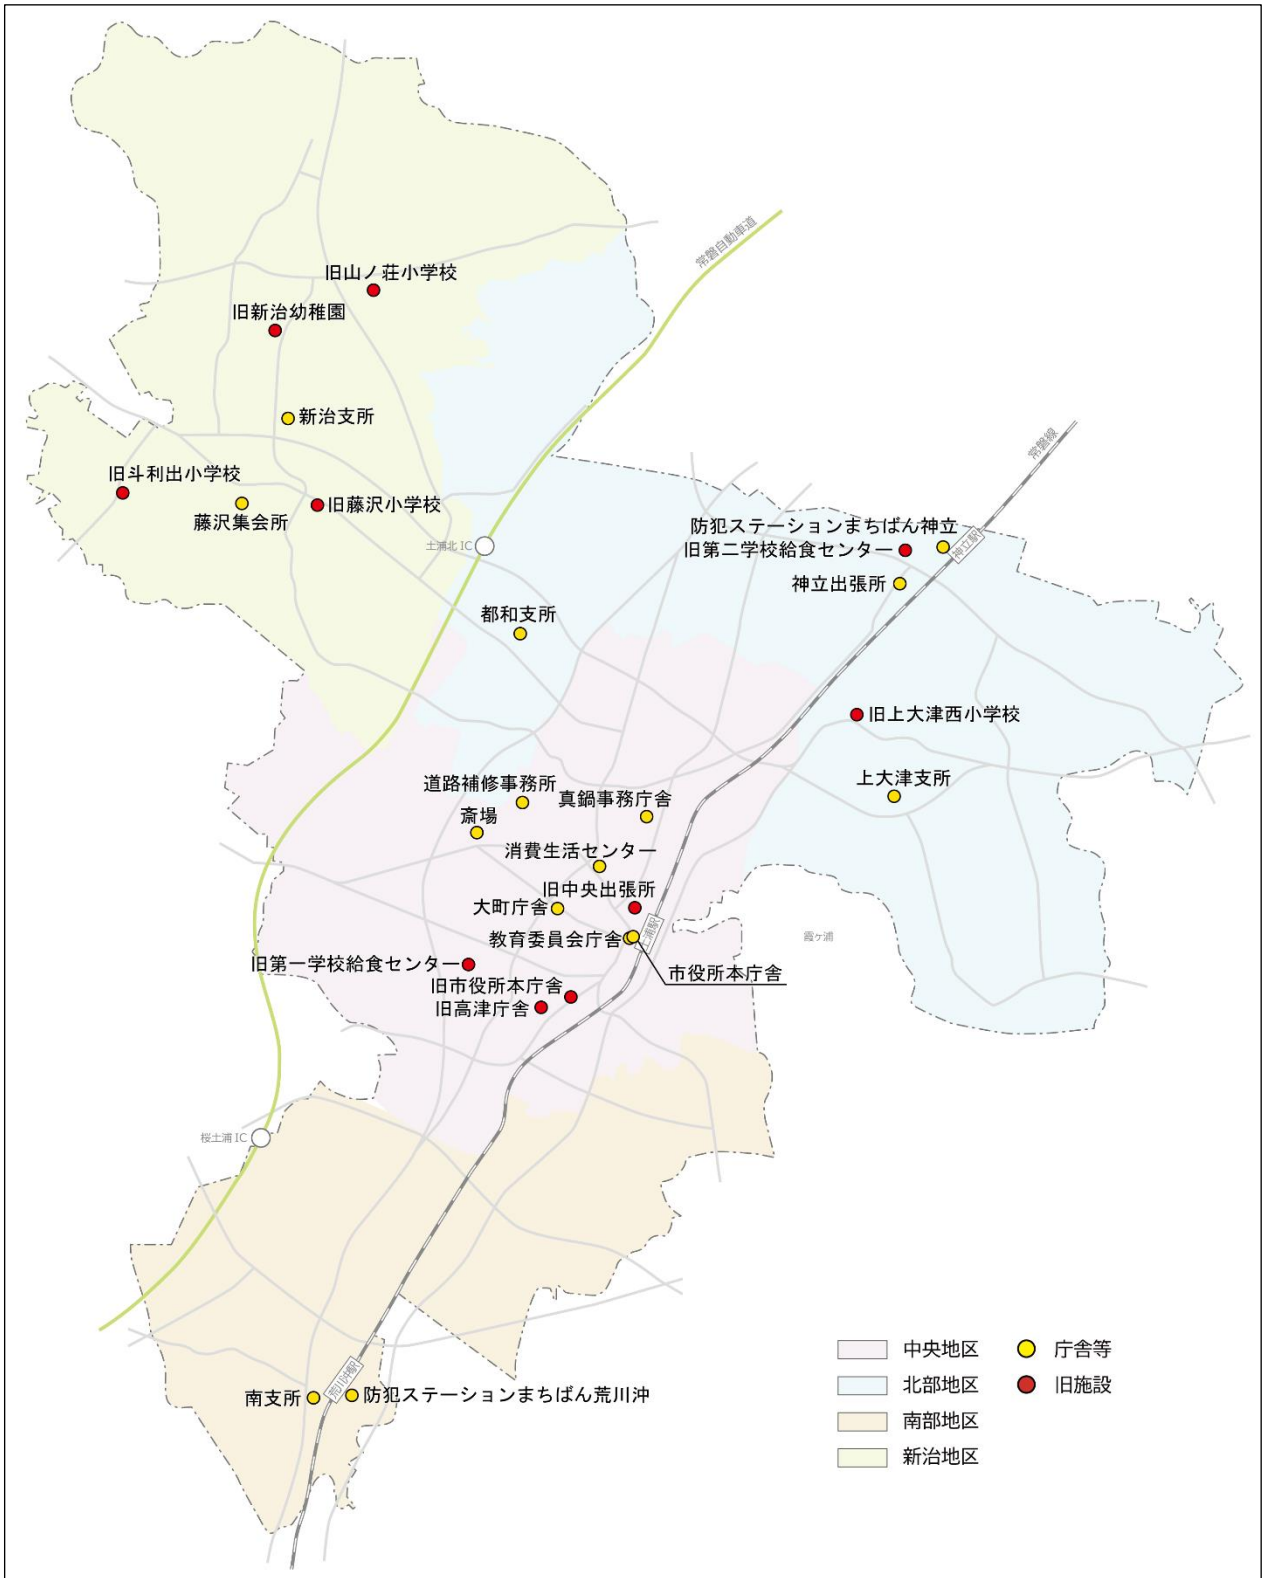 常磐自動車道
旧山ノ荘小学校
旧新治幼稚園
新治支所
常磐線
旧斗利出小学校
旧藤沢小学校
藤沢集会所
防犯ステーションまちばん神立
土浦北 IC
旧第二学校給食センター
神立駅
神立出張所
都和支所
旧上大津西小学校
上大津支所
道路補修事務所
真鍋事務庁舎
斎場
消費生活センター
旧中央出張所
大町庁舎
土浦駅
教育委員会庁舎
霞ヶ浦
旧第一学校給食センター
市役所本庁舎
旧市役所本庁舎
旧高津庁舎
桜土浦 IC
中央地区
庁舎等
北部地区
旧施設
荒川沖駅
南支所
防犯ステーションまちばん荒川沖
南部地区
新治地区